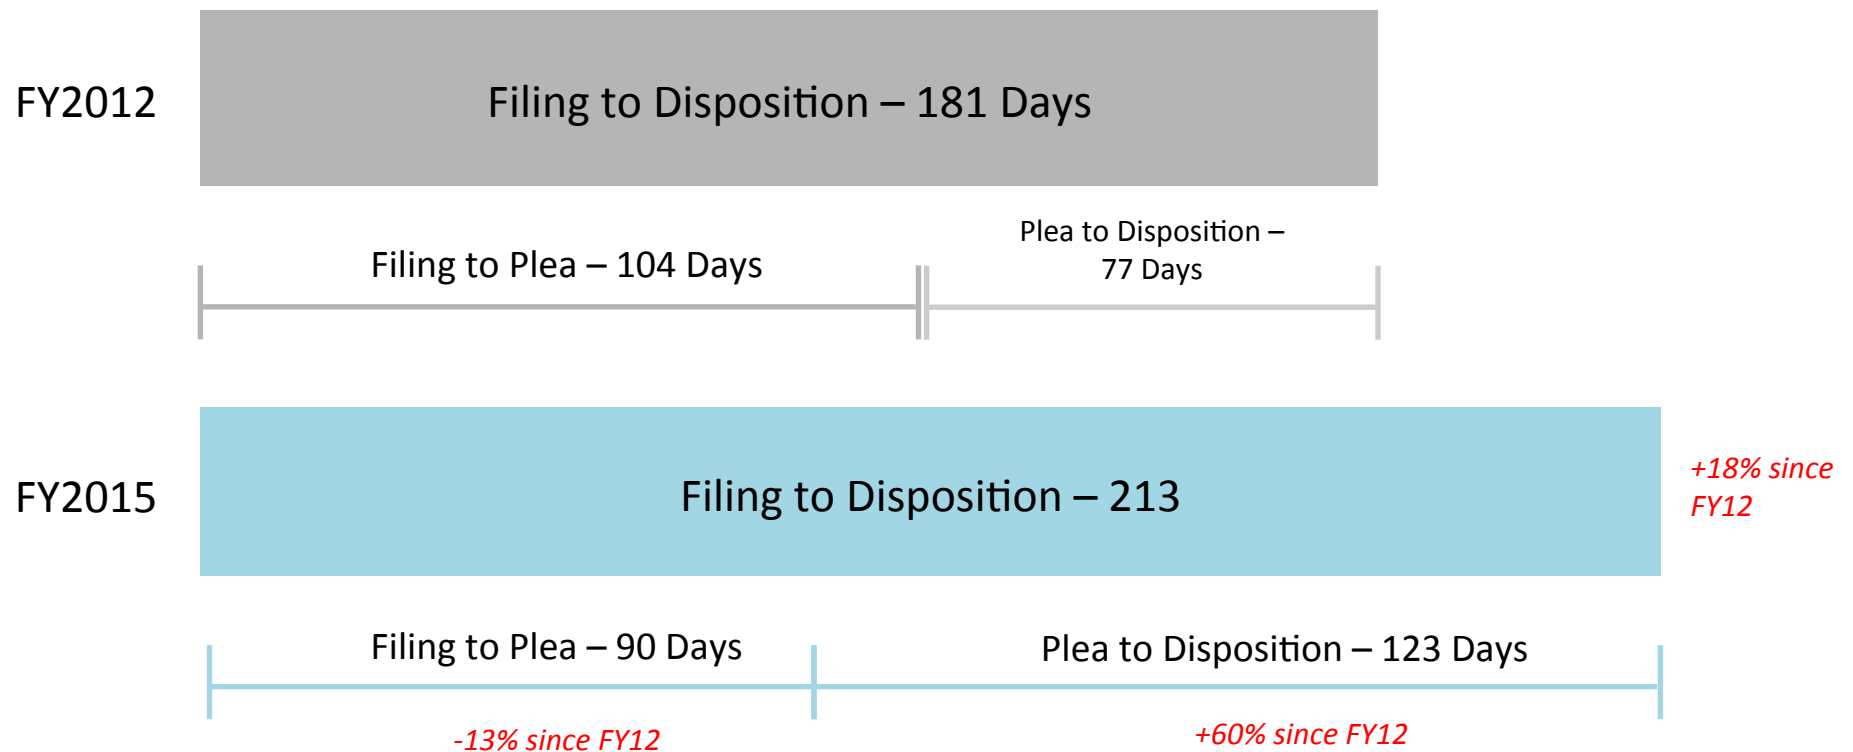 FY2012
Filing to Disposition – 181 Days
Filing to Plea – 104 Days
Plea to Disposition –
77 Days
FY2015
Filing to Disposition – 213
+18% since
FY12
Filing to Plea – 90 Days
Plea to Disposition – 123 Days
-13% since FY12
+60% since FY12